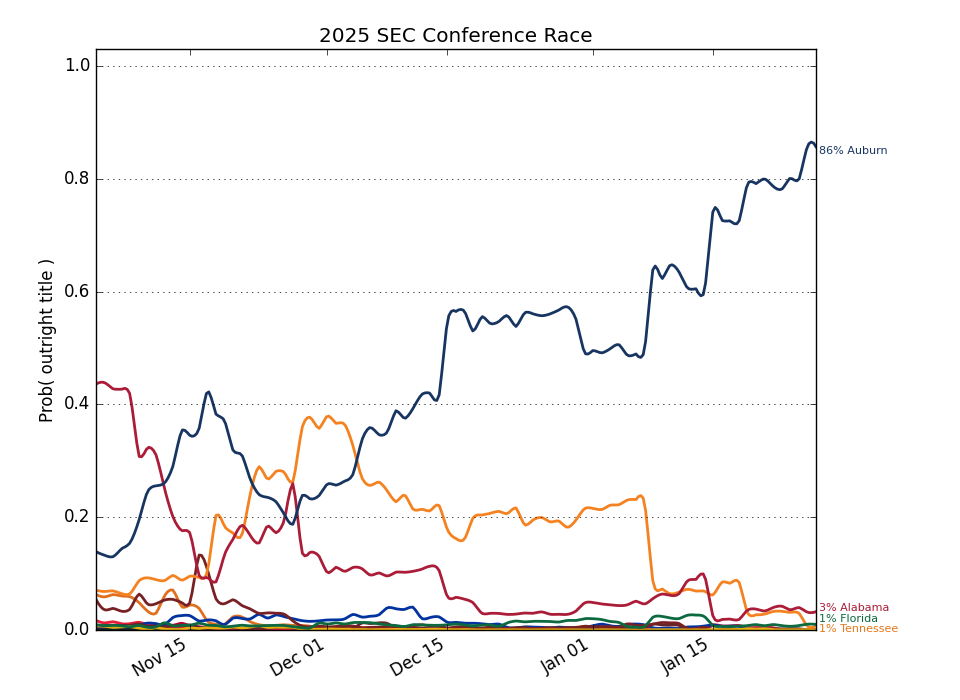 2025 SEC Conference Race
Prob( outright title )
1.0
0.8
0.6
0.4
0.2
0.0
Nov 15
Dec 01
Dec 15
Jan 01
Jan 15
86% Auburn
3% Alabama
1% Florida
1% Tennessee